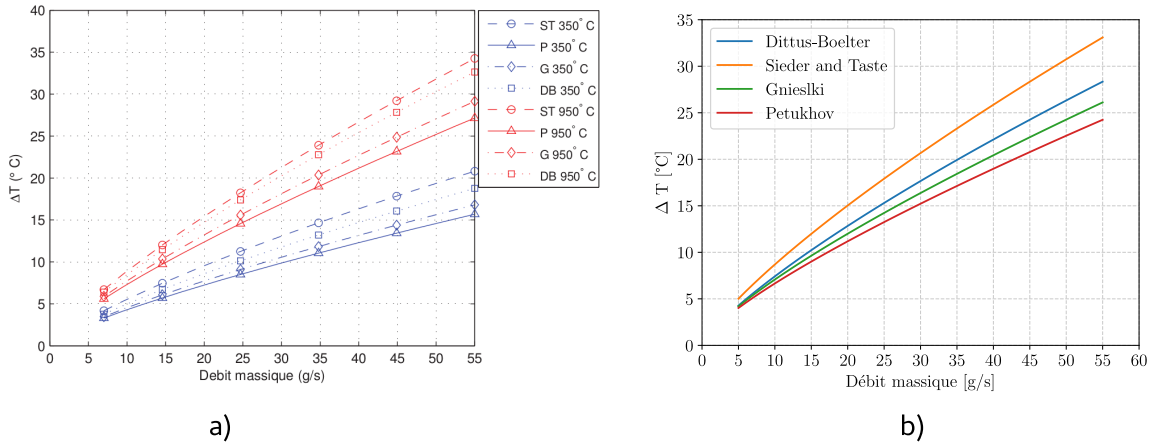 40
35
30
25
20
15
10
5
0
ΔT (° C)
0 5 10 15 20 25 30 35 40 45 50 55
Debit massique (g/s)
ST 350° C
P 350° C
G 350° C
DB 350° C
ST 950° C
P 950° C
G 950° C
DB 950° C
a)
35
30
25
20
15
10
5
0
Δ T [°C]
0 5 10 15 20 25 30 35 40 45 50 55 60
Débit massique [g/s]
Dittus-Boelter
Sieder and Taste
Gnieslki
Petukhov
b)